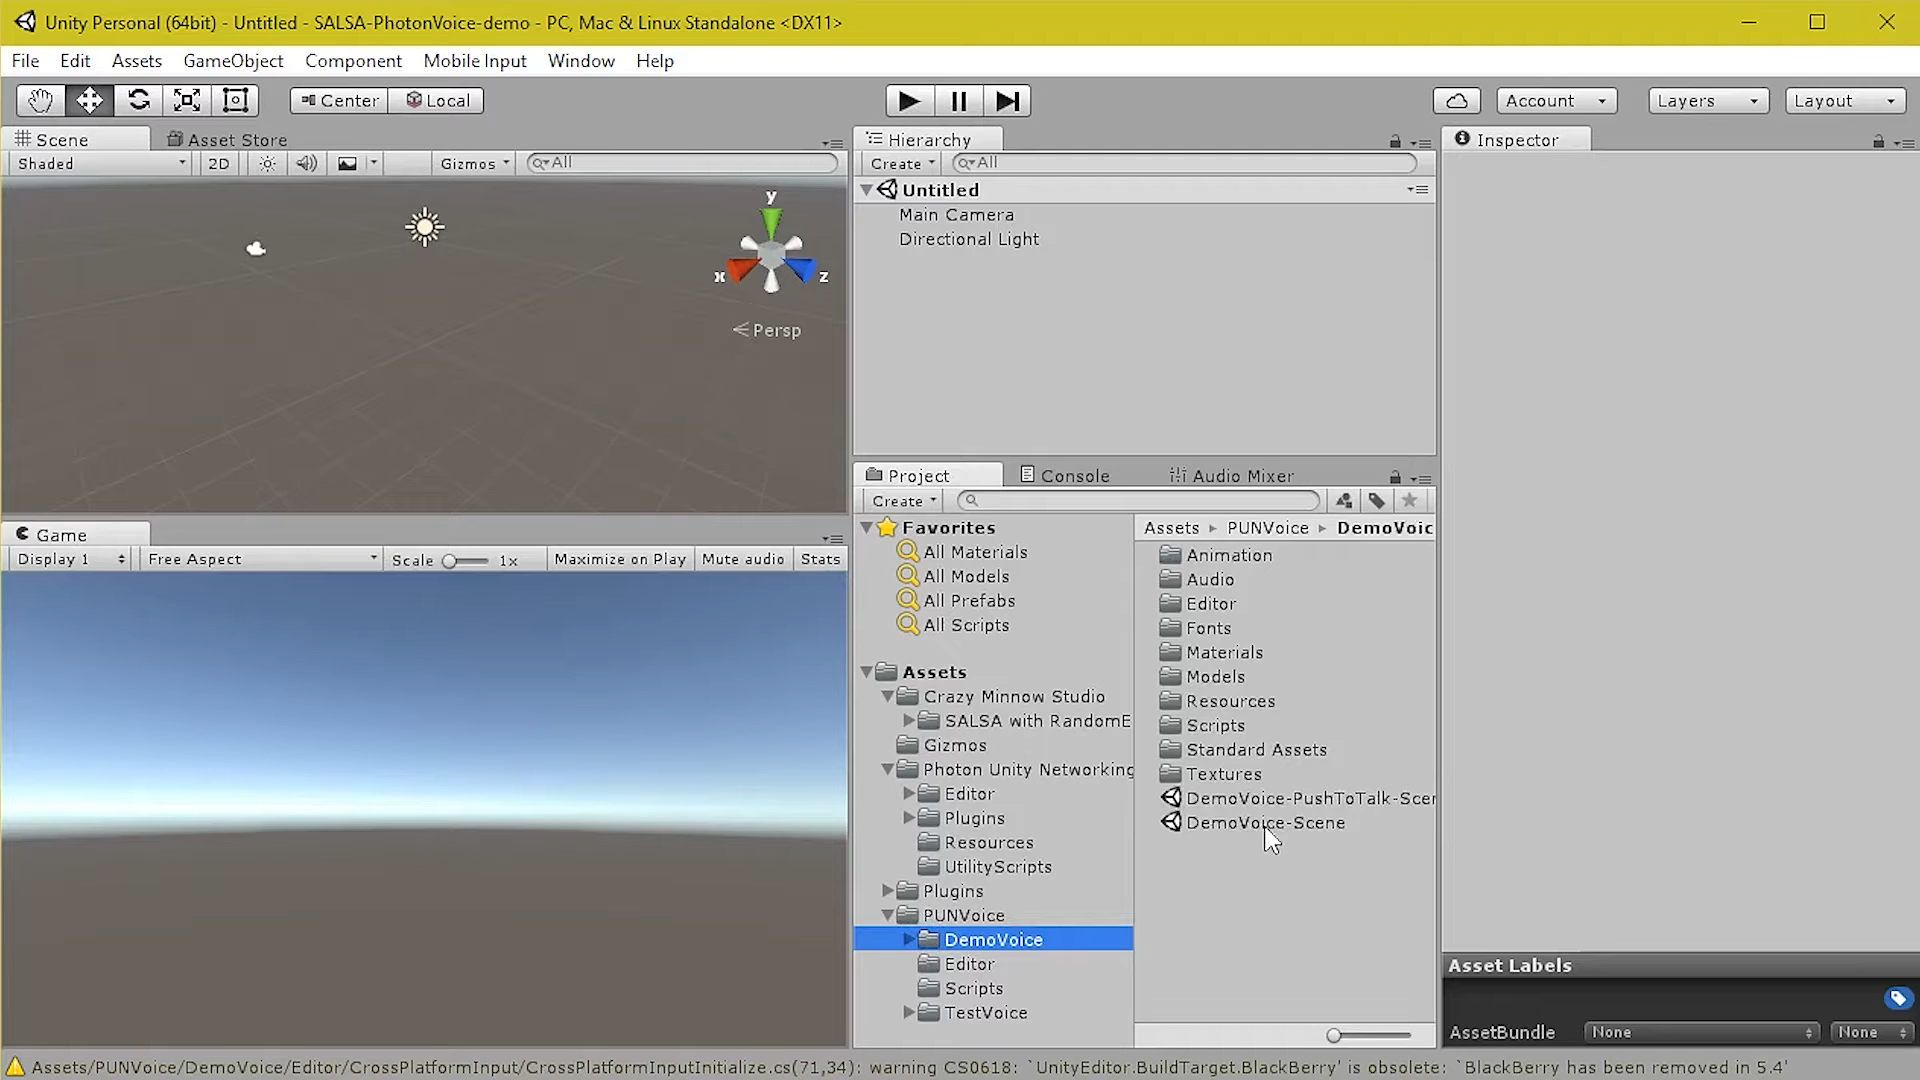 Unity Personal (64bit) - Untitled - SALSA-PhotonVoice-demo - PC, Mac & Linux Standalone <DX11>
File Edit Assets GameObject Component Mobile Input Window Help
Center Local Account Layers Layout
Scene Asset Store
Shaded 2D Gizmos All
y
x z
Persp
Hierarchy
Create All
Untitled
Main Camera
Directional Light
Inspector
Game
Display 1 Free Aspect Scale 1x Maximize on Play Mute audio Stats
Project Console Audio Mixer
Create
Favorites
All Materials
All Models
All Prefabs
All Scripts
Assets
Crazy Minnow Studio
SALSA with RandomE
Gizmos
Photon Unity Networking
Editor
Plugins
Resources
UtilityScripts
Plugins
PUNVoice
DemoVoice
Editor
Scripts
TestVoice
Assets PUNVoice DemoVoic
Animation
Audio
Editor
Fonts
Materials
Models
Resources
Scripts
Standard Assets
Textures
DemoVoice-PushToTalk-Scer
DemoVoice-Scene
Asset Labels
AssetBundle None None
Assets/PUNVoice/DemoVoice/Editor/CrossPlatformInput/CrossPlatformInputInitialize.cs(71,34): warning CS0618: `UnityEditor.BuildTarget.BlackBerry' is obsolete: `BlackBerry has been removed in 5.4'